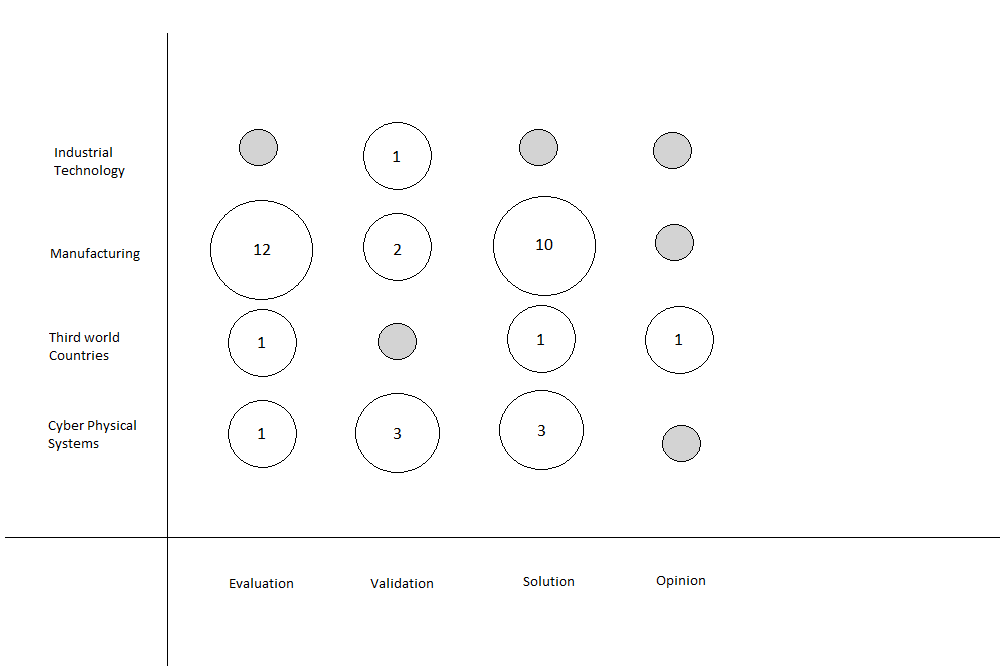 Industrial
Technology
1
Manufacturing
12
2
10
Third world
Countries
1
1
1
Cyber Physical
Systems
1
3
3
Evaluation
Validation
Solution
Opinion